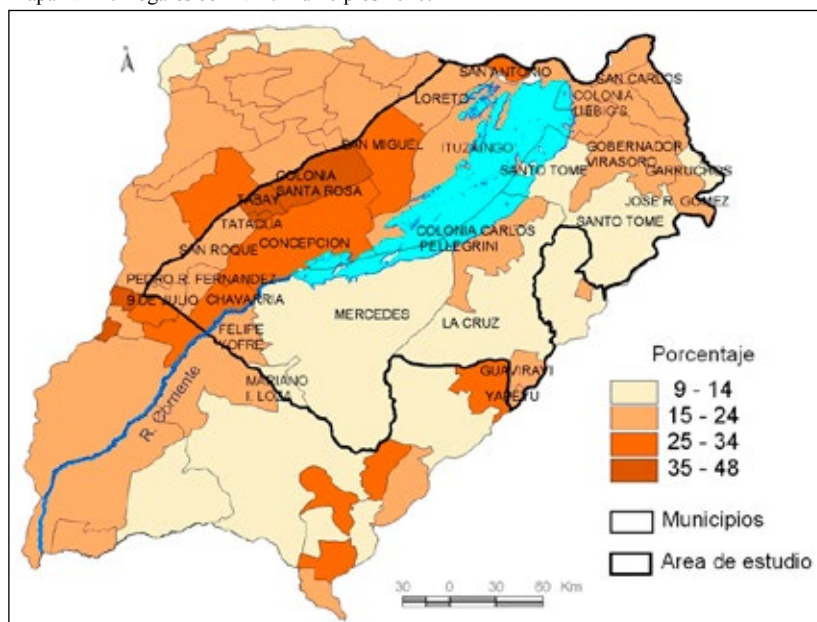 SAN ANTONIO
SAN CARLOS
LORETO
COLONIA
LIEBIG'S
SAN MIGUEL
ITUZAINGO
GOBERNADOR
VIRASORO
SANTO TOME
GARRUCHOS
COLONIA
SANTA ROSA
TABAY
JOSE R. GOMEZ
TATACUA
SANTO TOME
CONCEPCION
COLONIA CARLOS
PELLEGRINI
SAN ROQUE
PEDRO R. FERNANDEZ
9 DE JULIO
CHAVARRIA
MERCEDES
LA CRUZ
FELIPE
YOFRE
GUAVIRAVI
MARIANO
I. LOZA
YAPEYU
R. Corriente
Porcentaje
9 - 14
15 - 24
25 - 34
35 - 48
Municipios
Area de estudio
30 0 30 60 Km